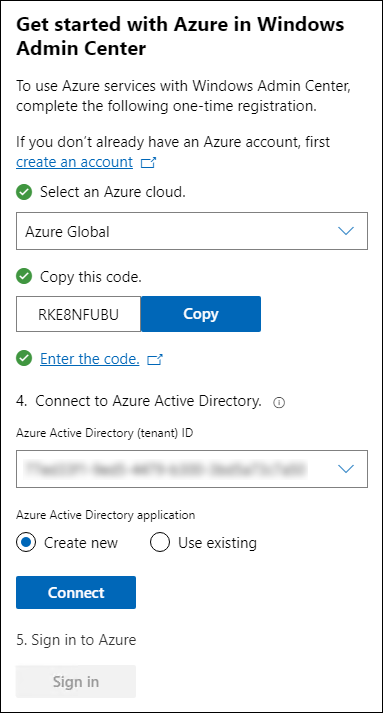 Get started with Azure in Windows
Admin Center
To use Azure services with Windows Admin Center,
complete the following one-time registration.
If you don't already have an Azure account, first
create an account
Select an Azure cloud.
Azure Global
Copy this code.
RKE8NFUBU
Copy
Enter the code.
4. Connect to Azure Active Directory.
Azure Active Directory (tenant) ID
Azure Active Directory application
Create new
Use existing
Connect
5. Sign in to Azure
Sign in